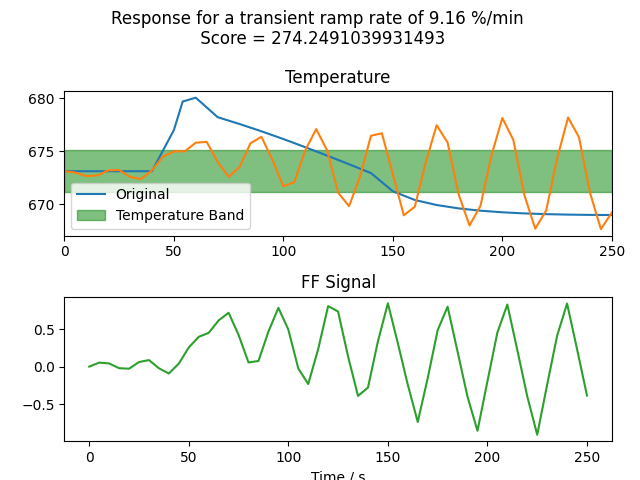 Response for a transient ramp rate of 9.16 %/min
Score = 274.2491039931493
Temperature
680
675
670
Original
Temperature Band
0 50 100 150 200 250
FF Signal
0.5
0.0
−0.5
0 50 100 150 200 250
Time / s